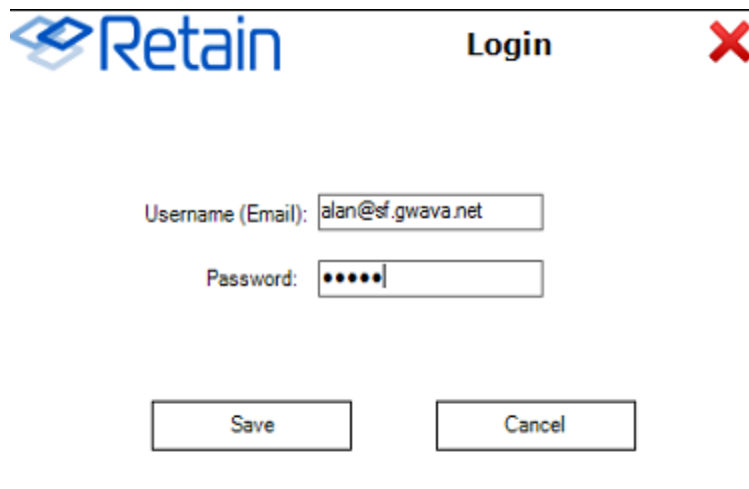 Retain
Login
Username (Email): alan@sf.gwava.net
Password: •••••
Save
Cancel